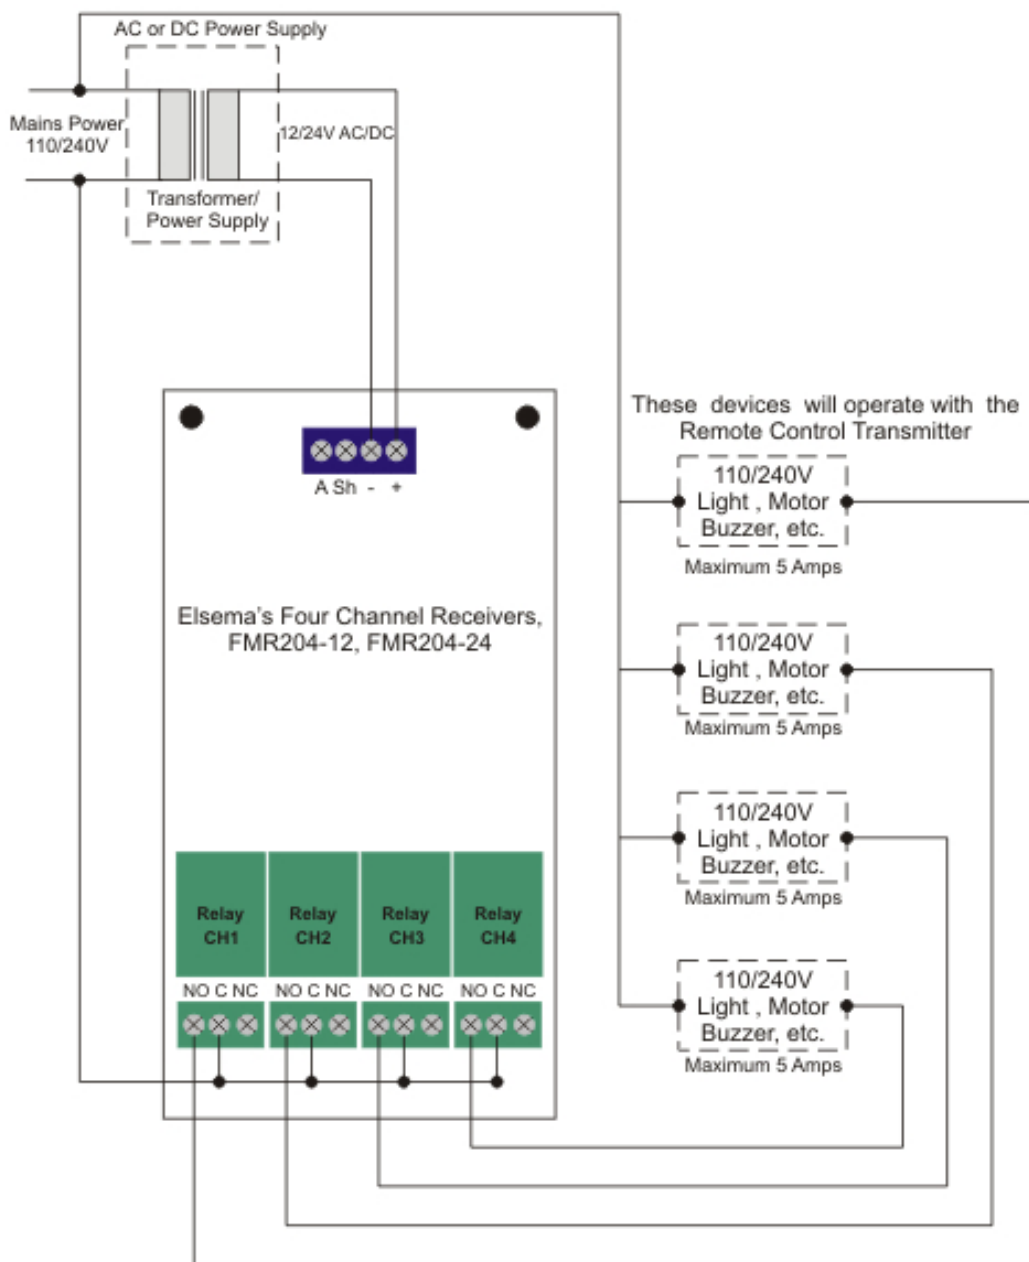 AC or DC Power Supply
Mains Power
110/240V
12/24V AC/DC
Transformer/
Power Supply
A Sh - +
Elsema's Four Channel Receivers,
FMR204-12, FMR204-24
These devices will operate with the
Remote Control Transmitter
110/240V
Light , Motor
Buzzer, etc.
Maximum 5 Amps
110/240V
Light , Motor
Buzzer, etc.
Maximum 5 Amps
110/240V
Light , Motor
Buzzer, etc.
Maximum 5 Amps
110/240V
Light , Motor
Buzzer, etc.
Maximum 5 Amps
Relay
CH1
Relay
CH2
Relay
CH3
Relay
CH4
NO C NC
NO C NC
NO C NC
NO C NC